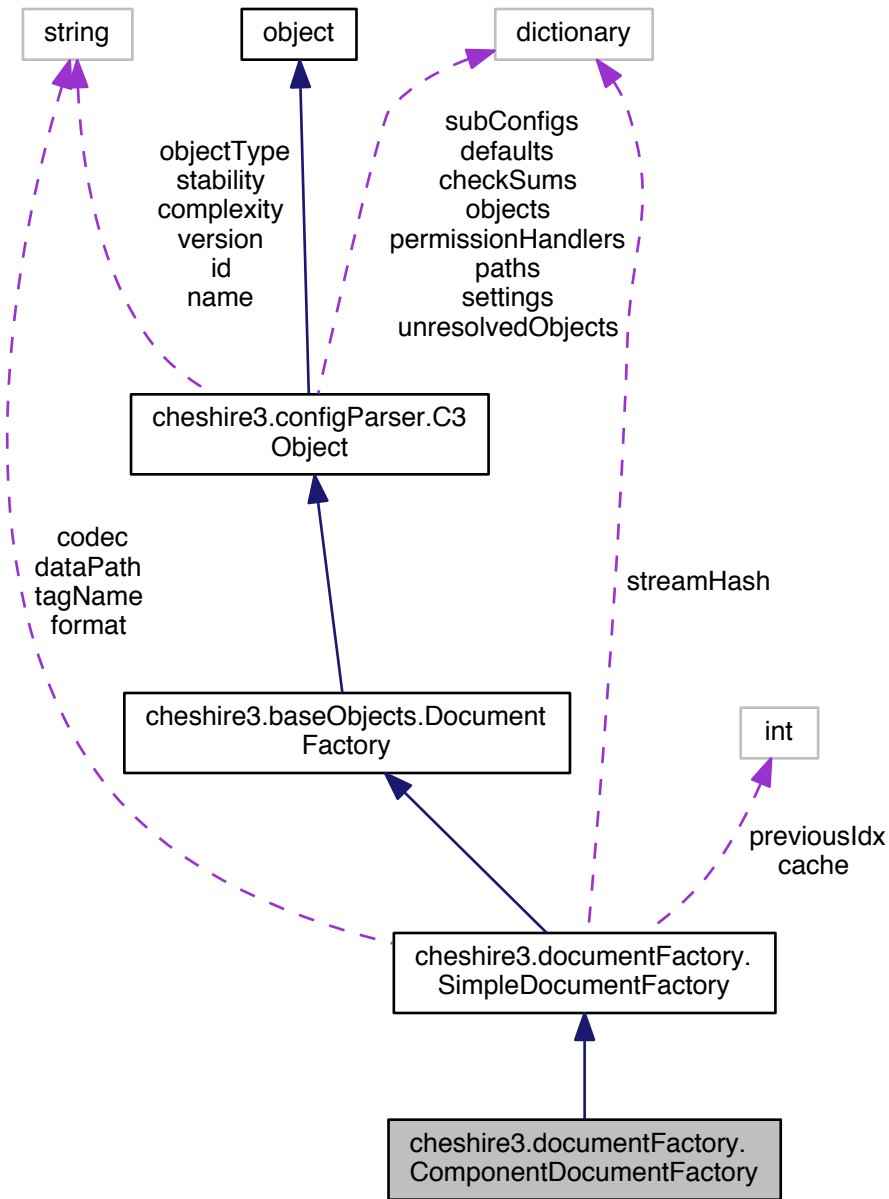 string
object
dictionary
objectType
stability
complexity
version
id
name
subConfigs
defaults
checkSums
objects
permissionHandlers
paths
settings
unresolvedObjects
cheshire3.configParser.C3
Object
codec
dataPath
tagName
format
streamHash
cheshire3.baseObjects.Document
Factory
int
previousIdx
cache
cheshire3.documentFactory.
SimpleDocumentFactory
cheshire3.documentFactory.
ComponentDocumentFactory